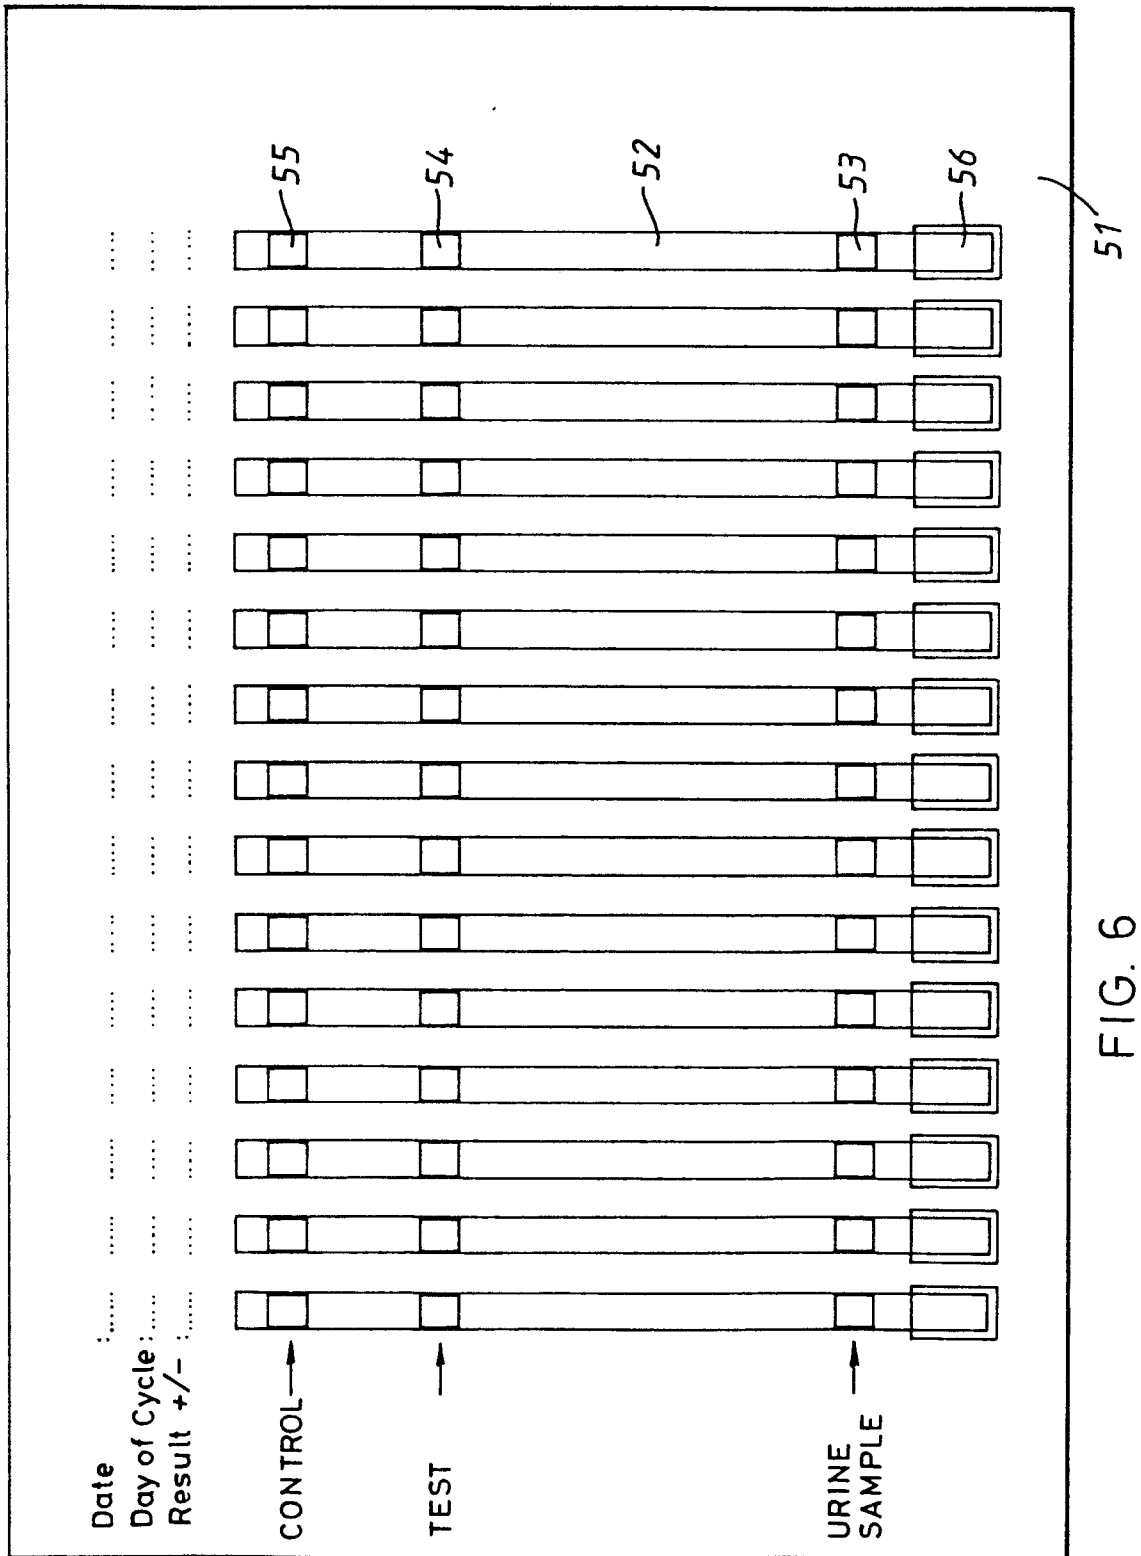 Date :...... ...... ..... ..... ..... ...... ...... ..... ..... ..... ...... ..... ..... ..... .....
Day of Cycle :..... ..... ..... ..... ..... ..... ..... ..... ..... ..... ..... ..... ..... ..... .....
Result +/- :...... ..... ..... ..... ..... ..... ..... ..... ..... ..... ..... ..... ..... ..... .....
CONTROL
55
TEST
54
52
URINE
SAMPLE
53
56
51
FIG. 6